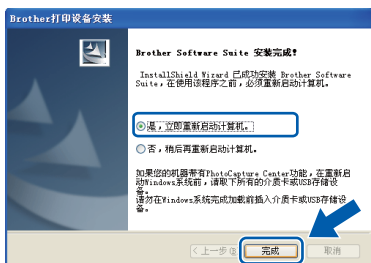 Brother打印设备安装
Brother Software Suite 安装完成!
InstallShield Wizard 已成功安装 Brother Software
Suite，在使用该程序之前，必须重新启动计算机。
是，立即重新启动计算机。
否，稍后再重新启动计算机。
如果您的机器带有PhotoCapture Center功能，在重新启
动Windows系统前，请取下所有的介质卡或USB存储设
备。
请勿在Windows系统完成加载前插入介质卡或USB存储设
备。
<上一步(B)
完成
取消